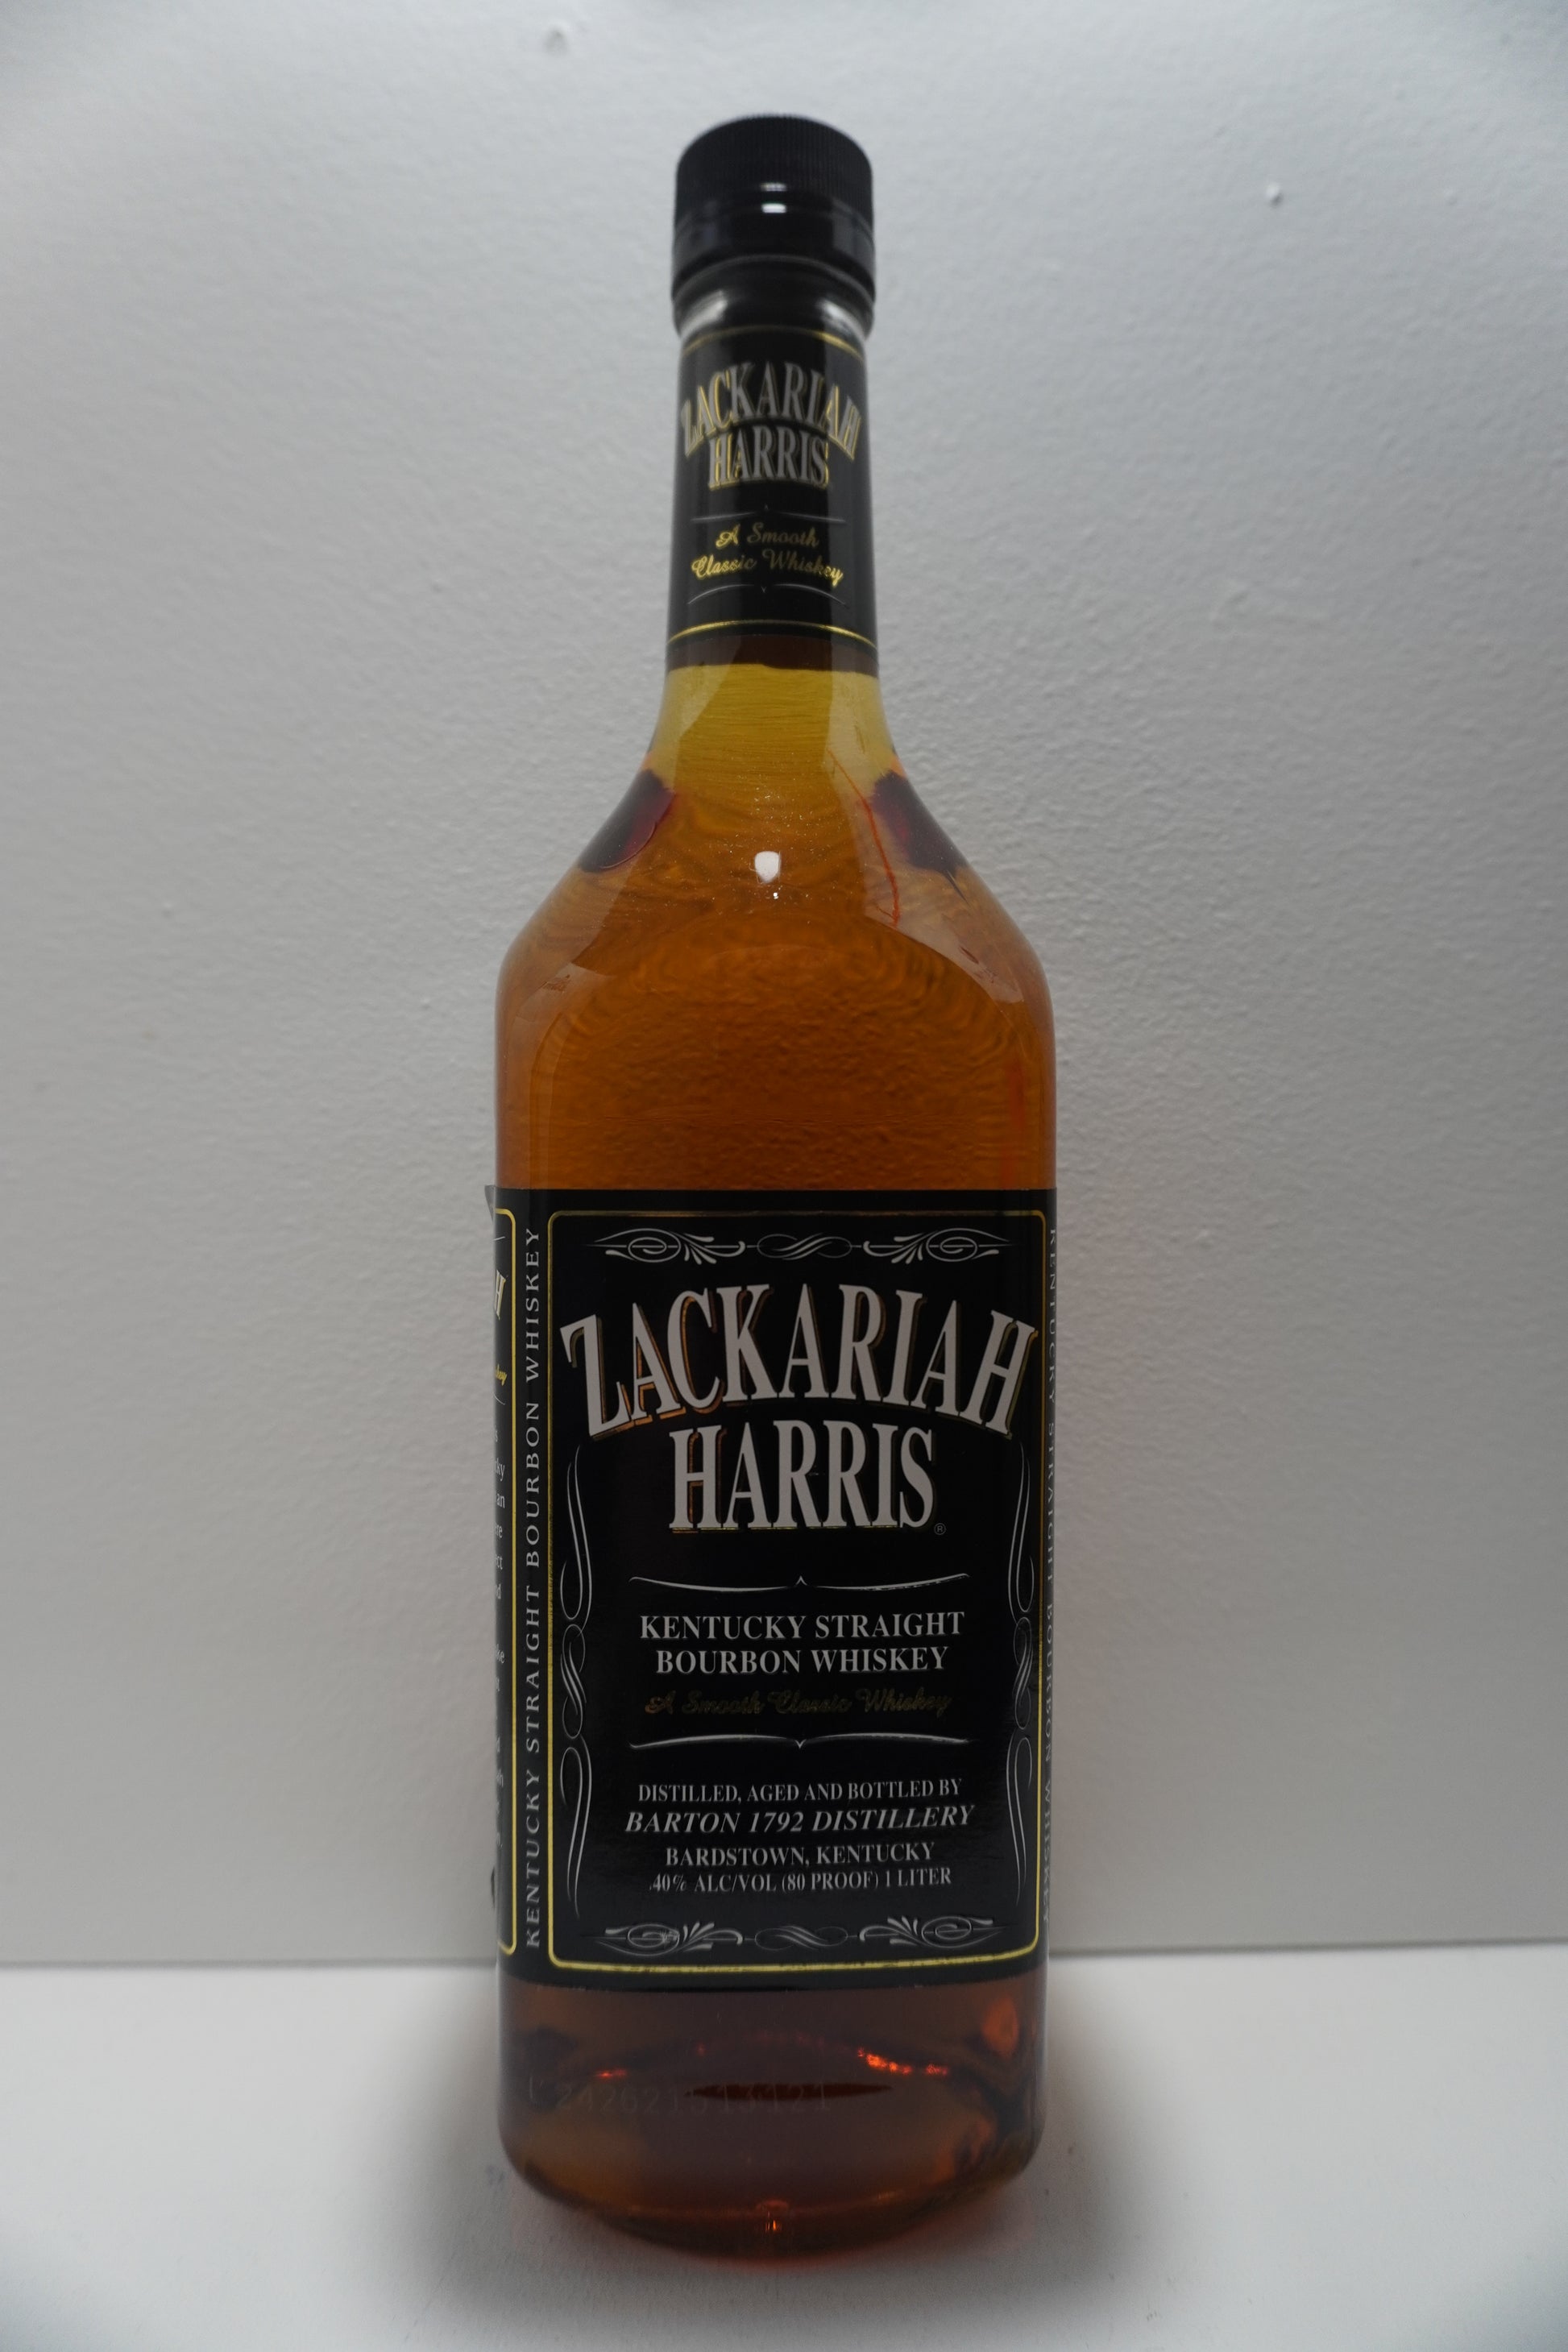 ZACKARIAH
HARRIS
A Smooth
Classic Whiskey
KENTUCKY STRAIGHT BOURBON WHISKEY
ZACKARIAH
HARRIS®
KENTUCKY STRAIGHT
BOURBON WHISKEY
A Smooth Classic Whiskey
DISTILLED, AGED AND BOTTLED BY
BARTON 1792 DISTILLERY
BARDSTOWN, KENTUCKY
40% ALC/VOL (80 PROOF) 1 LITER
KENTUCKY STRAIGHT BOURBON WHISKEY